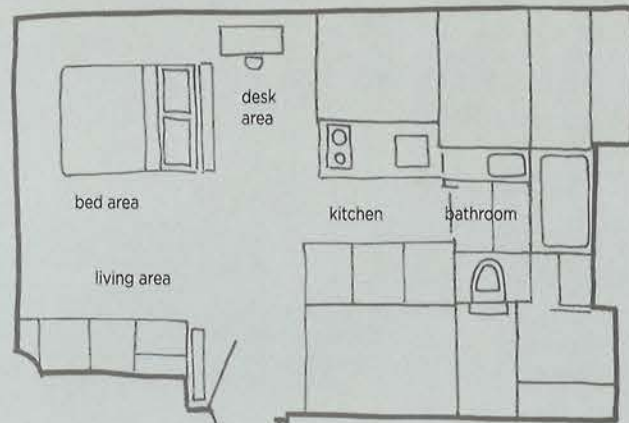 desk
area
bed area
kitchen
bathroom
living area